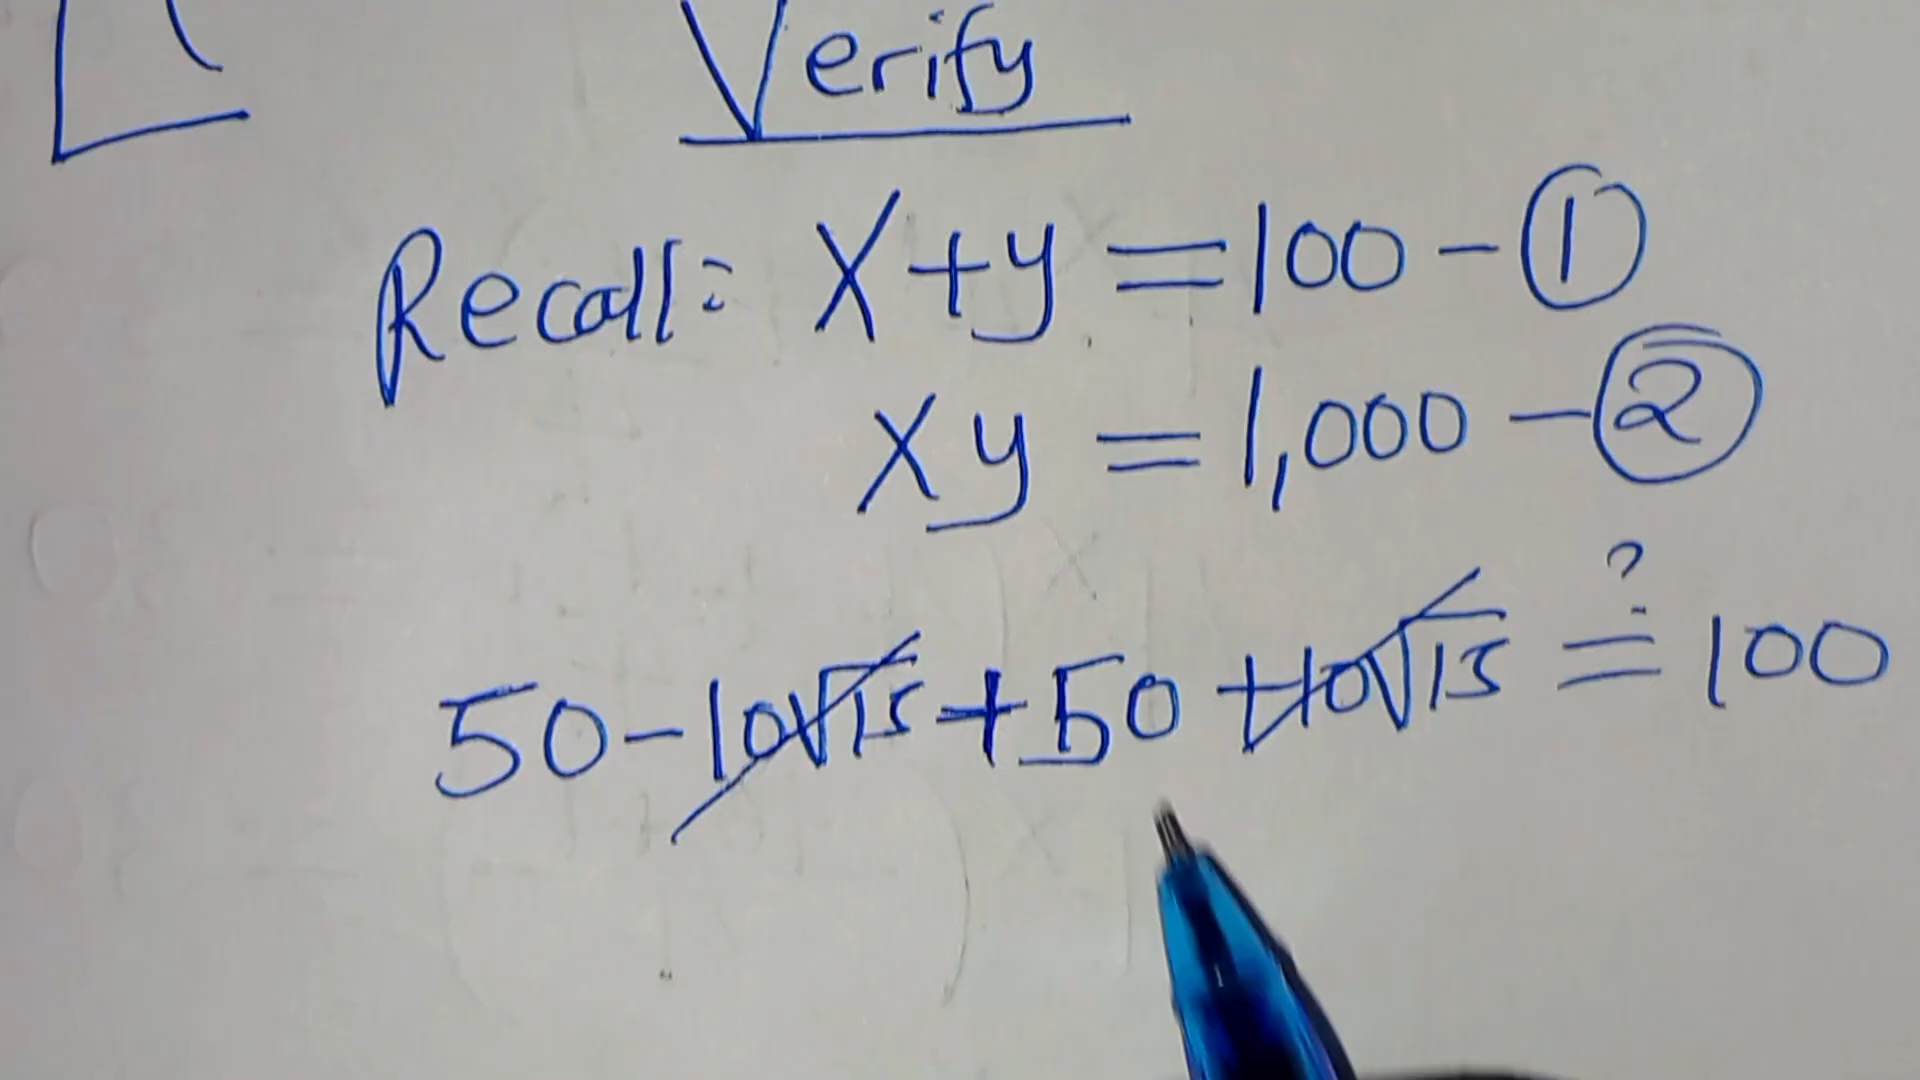 Verify
Recall: x+y = 100 - ①
xy = 1,000 - ②
50 - 10√15 + 50 + 10√15 ≟ 100